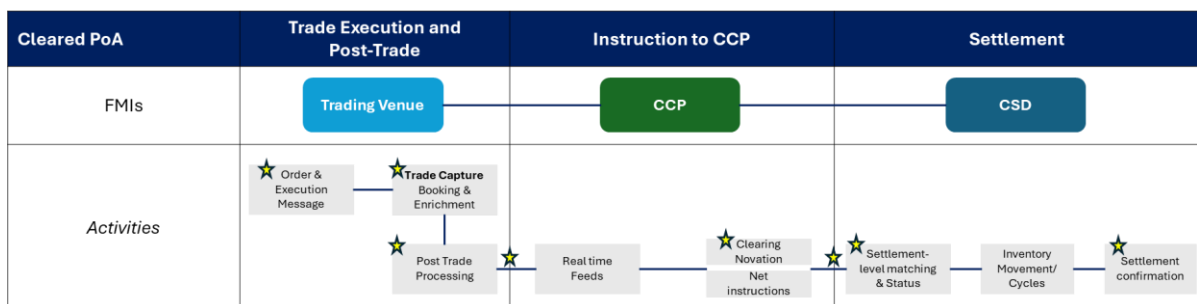 Cleared PoA
Trade Execution and
Post-Trade
Instruction to CCP
Settlement
FMIs
Trading Venue
CCP
CSD
Activities
Order &
Execution
Message
Trade Capture
Booking &
Enrichment
Post Trade
Processing
Real time
Feeds
Clearing
Novation
Net
instructions
Settlement-
level matching
& Status
Inventory
Movement/
Cycles
Settlement
confirmation